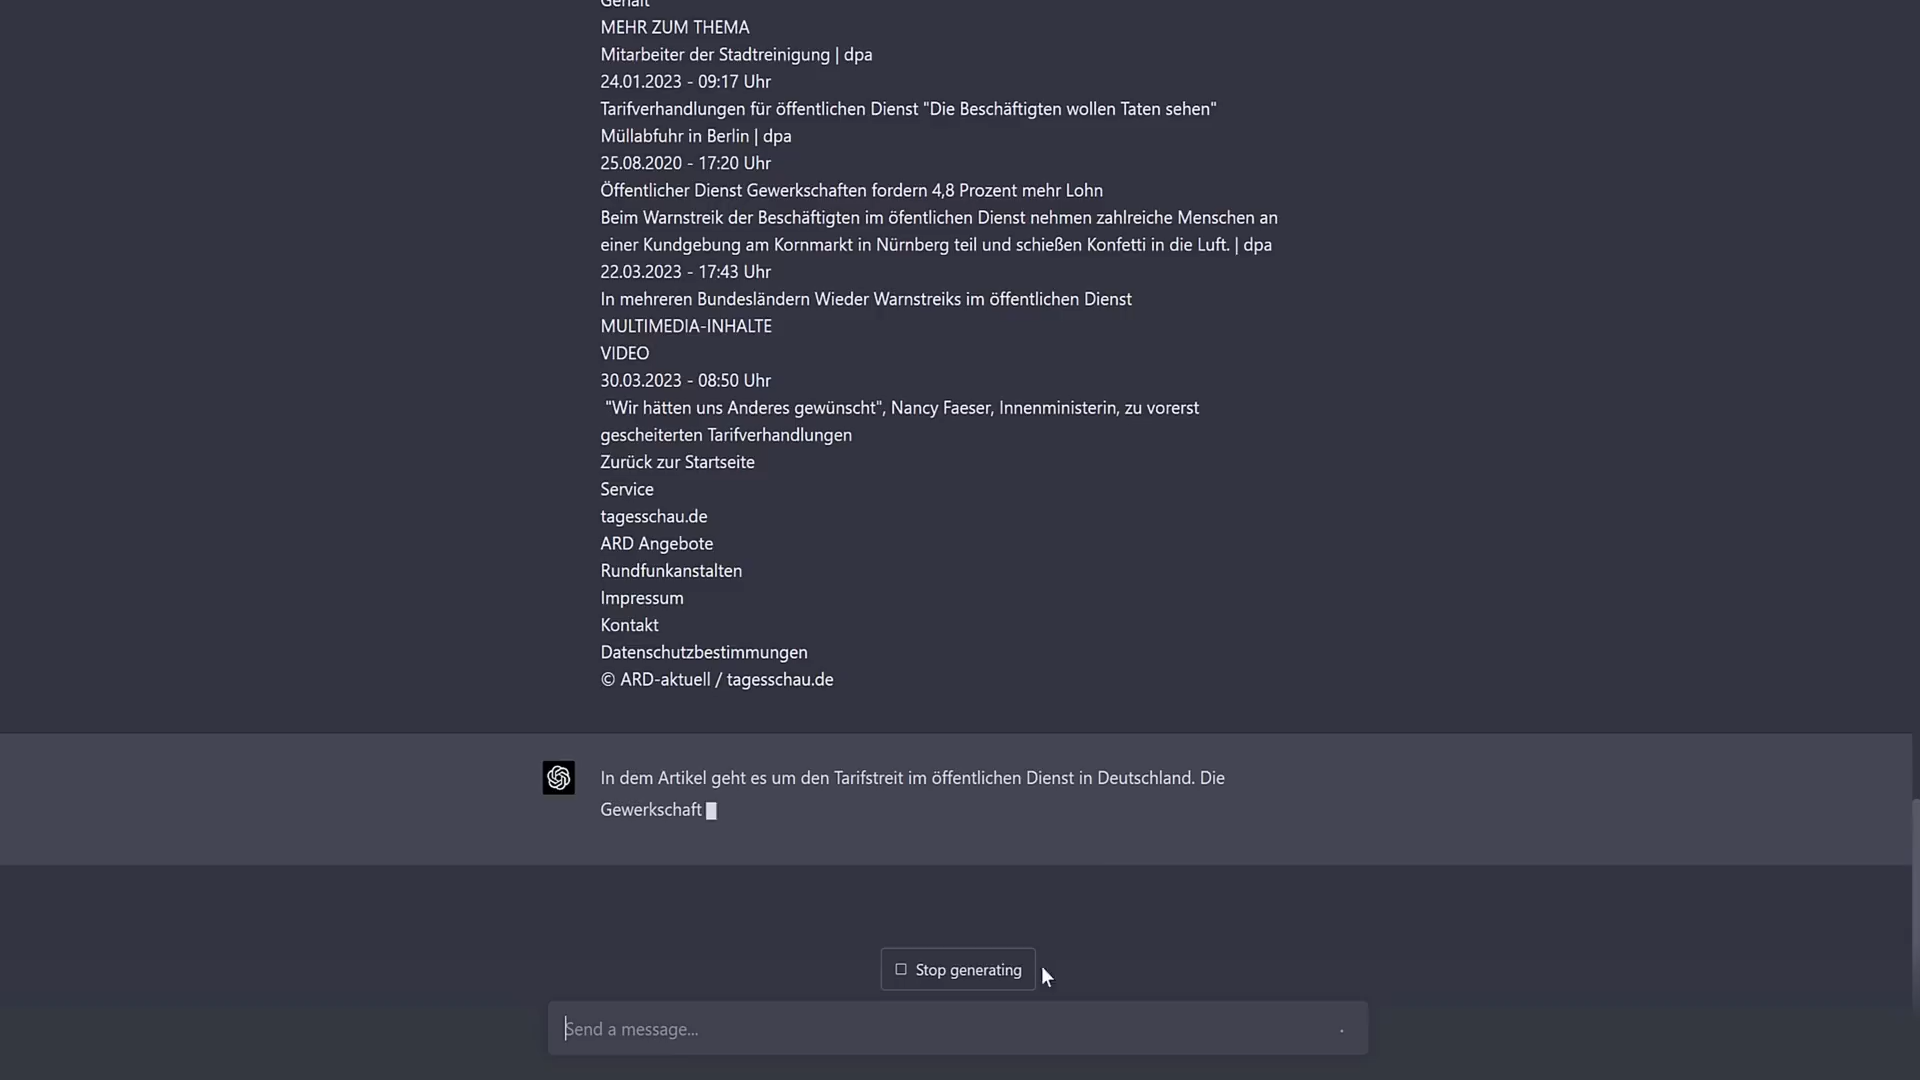 Gehalt
MEHR ZUM THEMA
Mitarbeiter der Stadtreinigung | dpa
24.01.2023 - 09:17 Uhr
Tarifverhandlungen für öffentlichen Dienst "Die Beschäftigten wollen Taten sehen"
Müllabfuhr in Berlin | dpa
25.08.2020 - 17:20 Uhr
Öffentlicher Dienst Gewerkschaften fordern 4,8 Prozent mehr Lohn
Beim Warnstreik der Beschäftigten im öfentlichen Dienst nehmen zahlreiche Menschen an
einer Kundgebung am Kornmarkt in Nürnberg teil und schießen Konfetti in die Luft. | dpa
22.03.2023 - 17:43 Uhr
In mehreren Bundesländern Wieder Warnstreiks im öffentlichen Dienst
MULTIMEDIA-INHALTE
VIDEO
30.03.2023 - 08:50 Uhr
"Wir hätten uns Anderes gewünscht", Nancy Faeser, Innenministerin, zu vorerst
gescheiterten Tarifverhandlungen
Zurück zur Startseite
Service
tagesschau.de
ARD Angebote
Rundfunkanstalten
Impressum
Kontakt
Datenschutzbestimmungen
© ARD-aktuell / tagesschau.de
In dem Artikel geht es um den Tarifstreit im öffentlichen Dienst in Deutschland. Die
Gewerkschaft
Stop generating
Send a message...